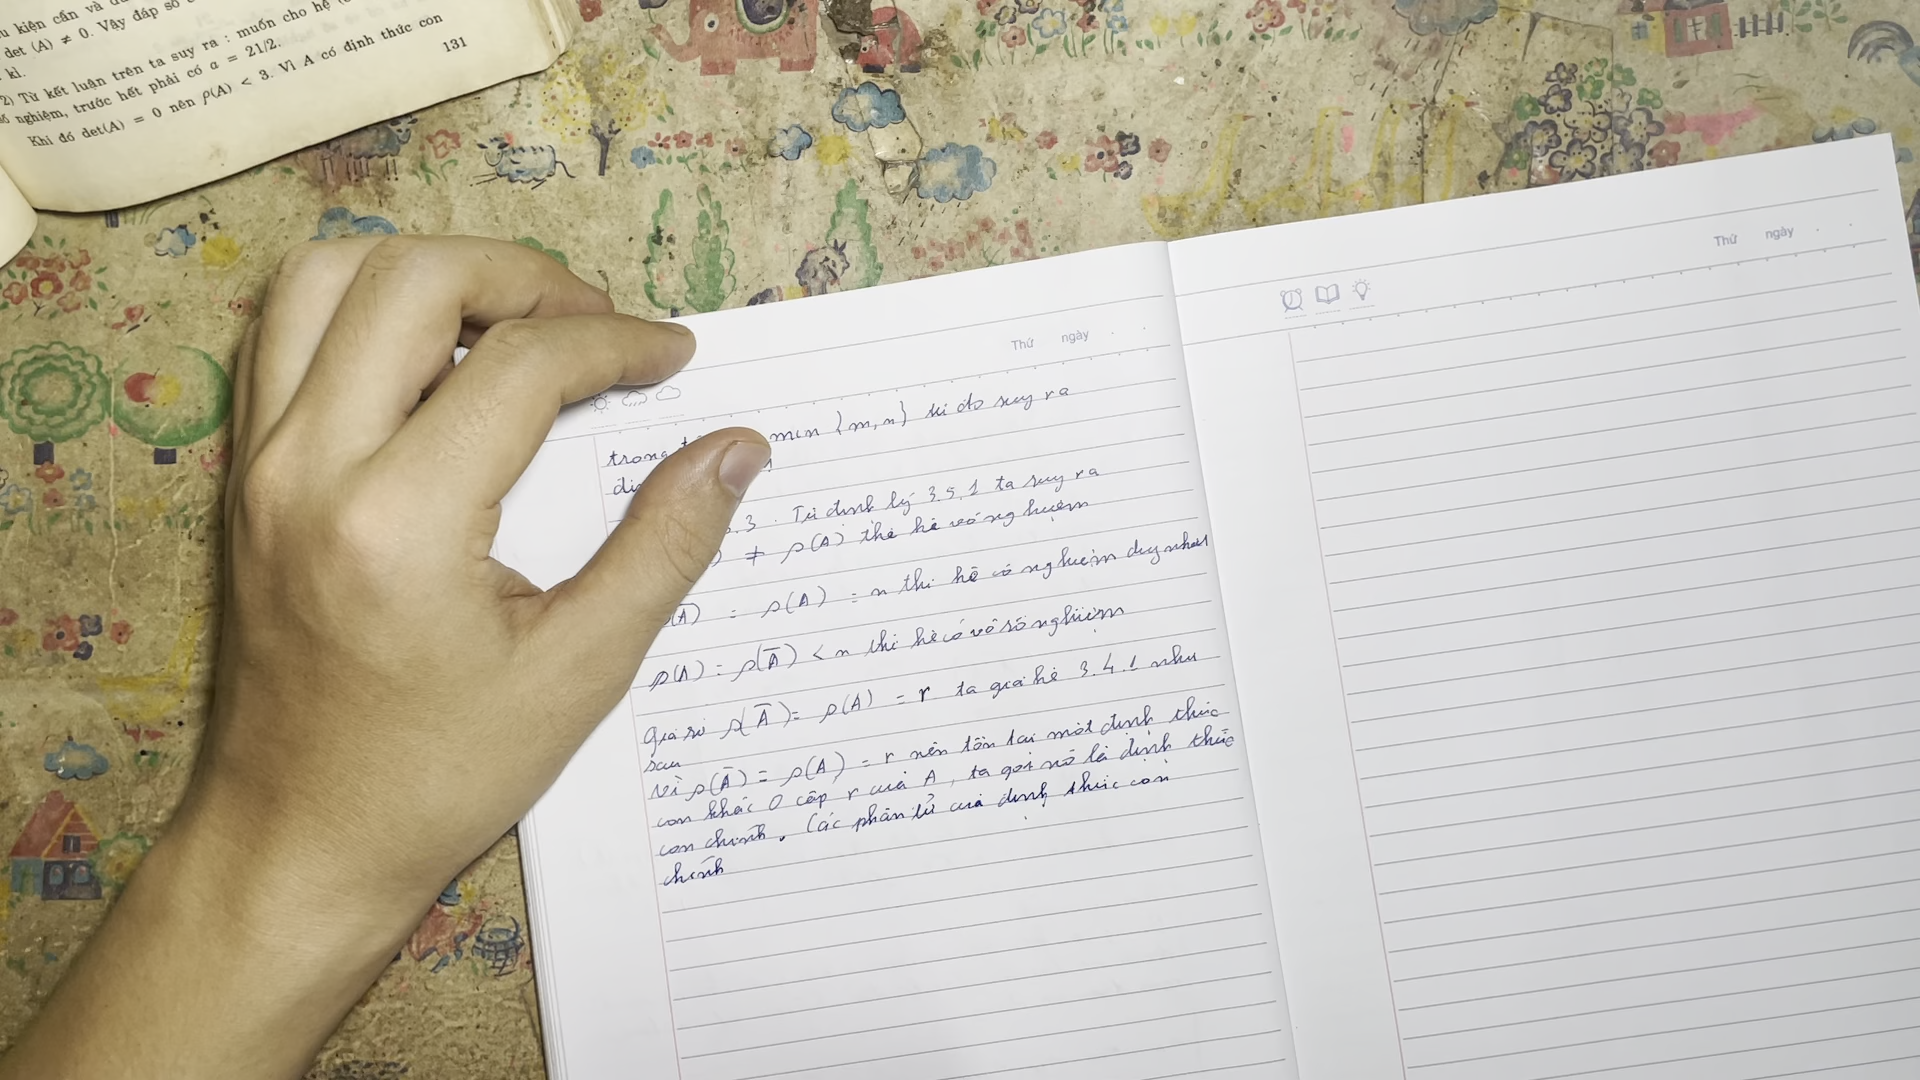 u kiện cần và đủ
det (A) ≠ 0. Vậy đáp số
kl.
2) Từ kết luận trên ta suy ra : muốn cho hệ
số nghiệm, trước hết phải có α = 21/2.
Khi đó det(A) = 0 nên ρ(A) < 3. Vì A có định thức con
131
Thứ ngày
trong min {m, n} đo suy ra
3.3. Từ định lý 3.5.1 ta suy ra
) ≠ ρ(A) thì hệ vô nghiệm
ρ(A̅) = ρ(A) = n thì hệ có nghiệm duy nhất
ρ(A) = ρ(A̅) < n thì hệ có vô số nghiệm
Giả sử ρ(A̅) = ρ(A) = r ta giải hệ 3.4.1 như
sau
vì ρ(A̅) = ρ(A) = r nên tồn tại một định thức
con khác 0 cấp r của A, ta gọi nó là định thức
con chính. Các phần tử của định thức con
chính
Thứ ngày